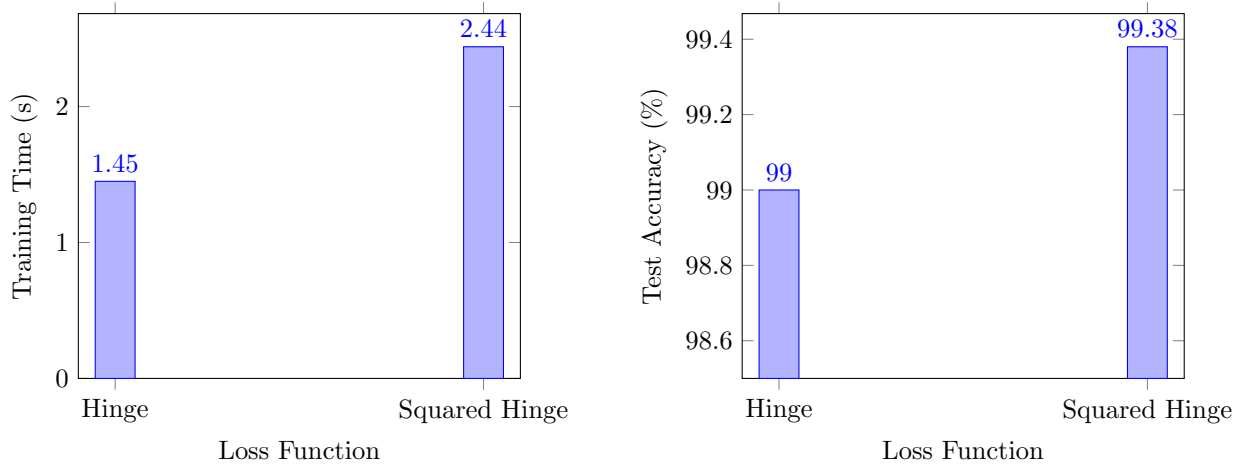 Training Time (s)
2
1
0
1.45
2.44
Hinge
Squared Hinge
Loss Function
Test Accuracy (%)
99.4
99.2
99
98.8
98.6
99
99.38
Hinge
Squared Hinge
Loss Function